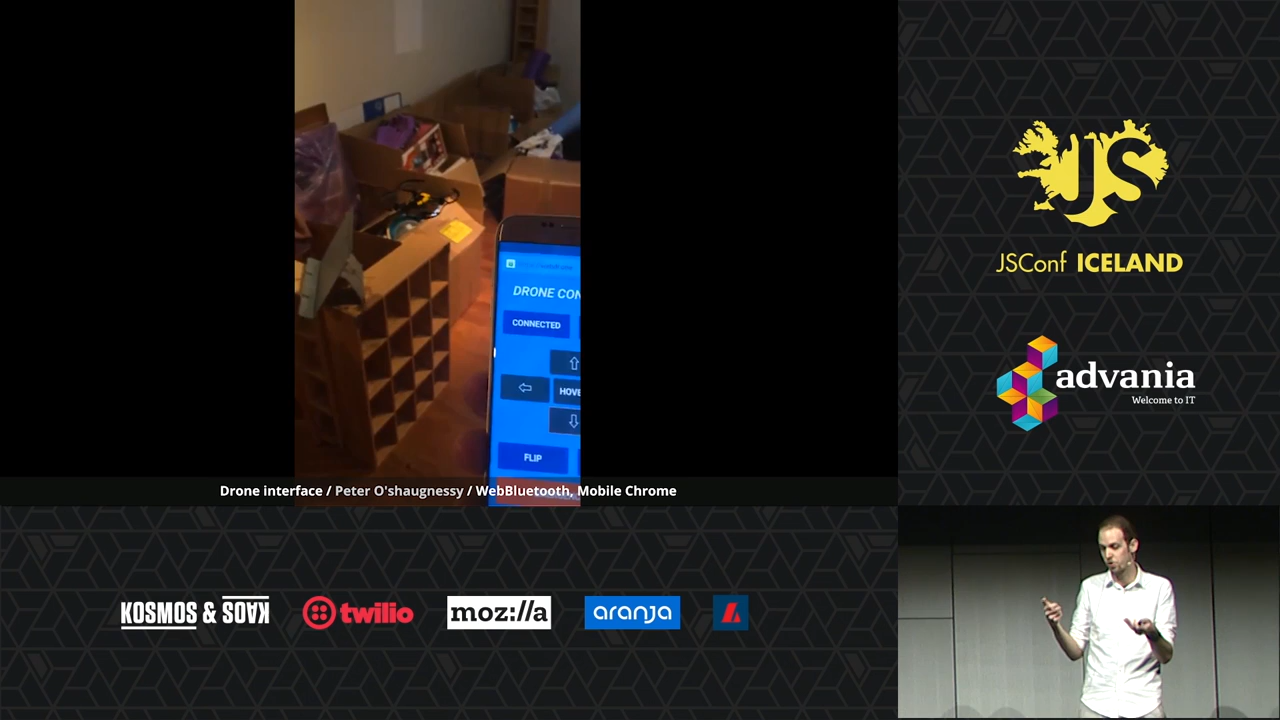 DRONE CON
CONNECTED
HOVE
FLIP
Drone interface / Peter O'shaugnessy / WebBluetooth, Mobile Chrome
JS
JSConf ICELAND
advania
Welcome to IT
KOSMOS & KAOS
twilio
moz://a
aranja